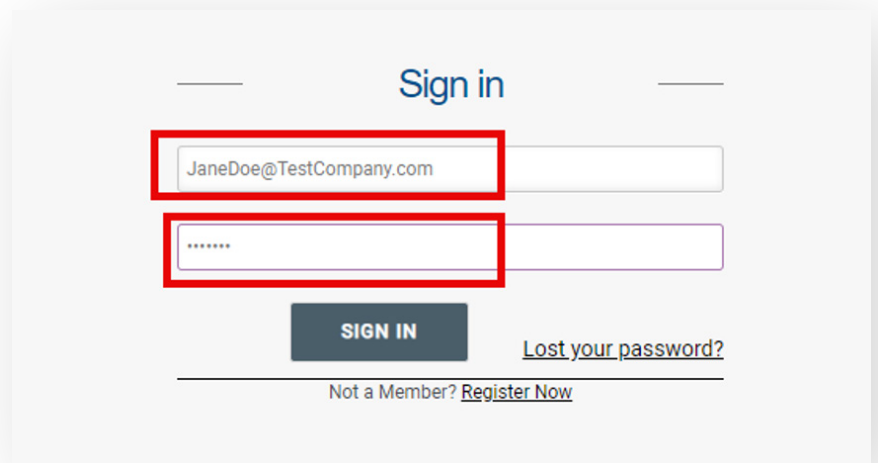 Sign in
JaneDoe@TestCompany.com
•••••••
SIGN IN
Lost your password?
Not a Member? Register Now